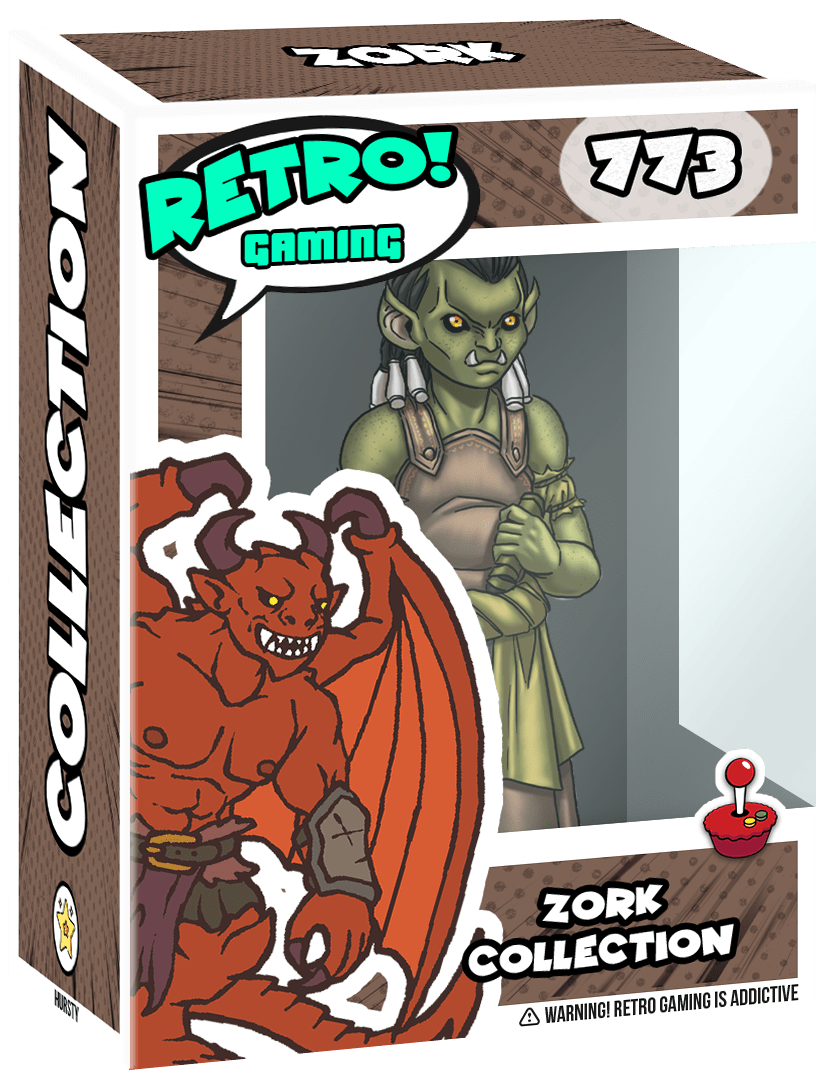 ZORK
RETRO!
GAMING
773
COLLECTION
HURSTY
ZORK
COLLECTION
WARNING! RETRO GAMING IS ADDICTIVE